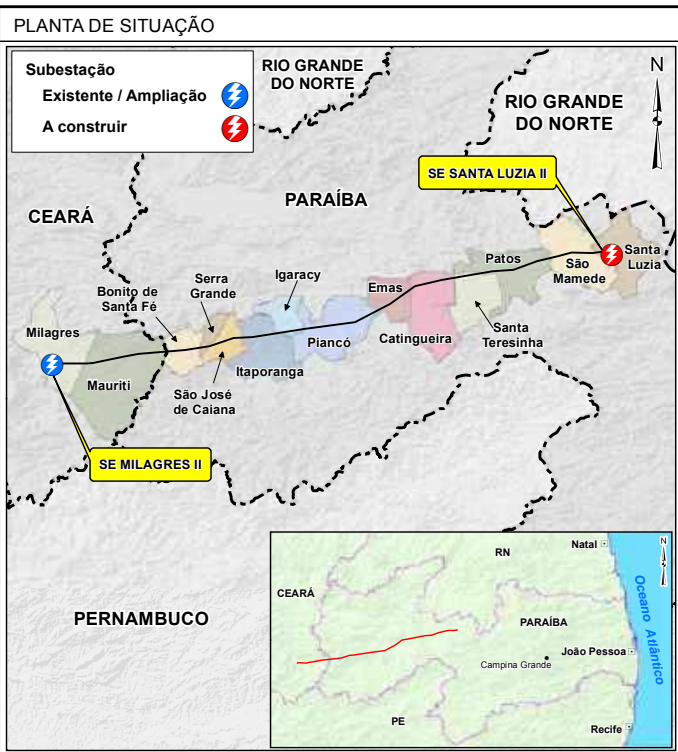 PLANTA DE SITUAÇÃO
Subestação
Existente / Ampliação
A construir
RIO GRANDE
DO NORTE
N
RIO GRANDE
DO NORTE
SE SANTA LUZIA II
PARAÍBA
CEARÁ
Santa
Luzia
Patos
São
Mamede
Igaracy
Serra
Grande
Emas
Bonito de
Santa Fé
Milagres
Santa
Teresinha
Catingueira
Piancó
Itaporanga
Mauriti
São José
de Caiana
SE MILAGRES II
PERNAMBUCO
Natal
N
RN
CEARÁ
Oceano Atlântico
PARAÍBA
João Pessoa
Campina Grande
PE
Recife